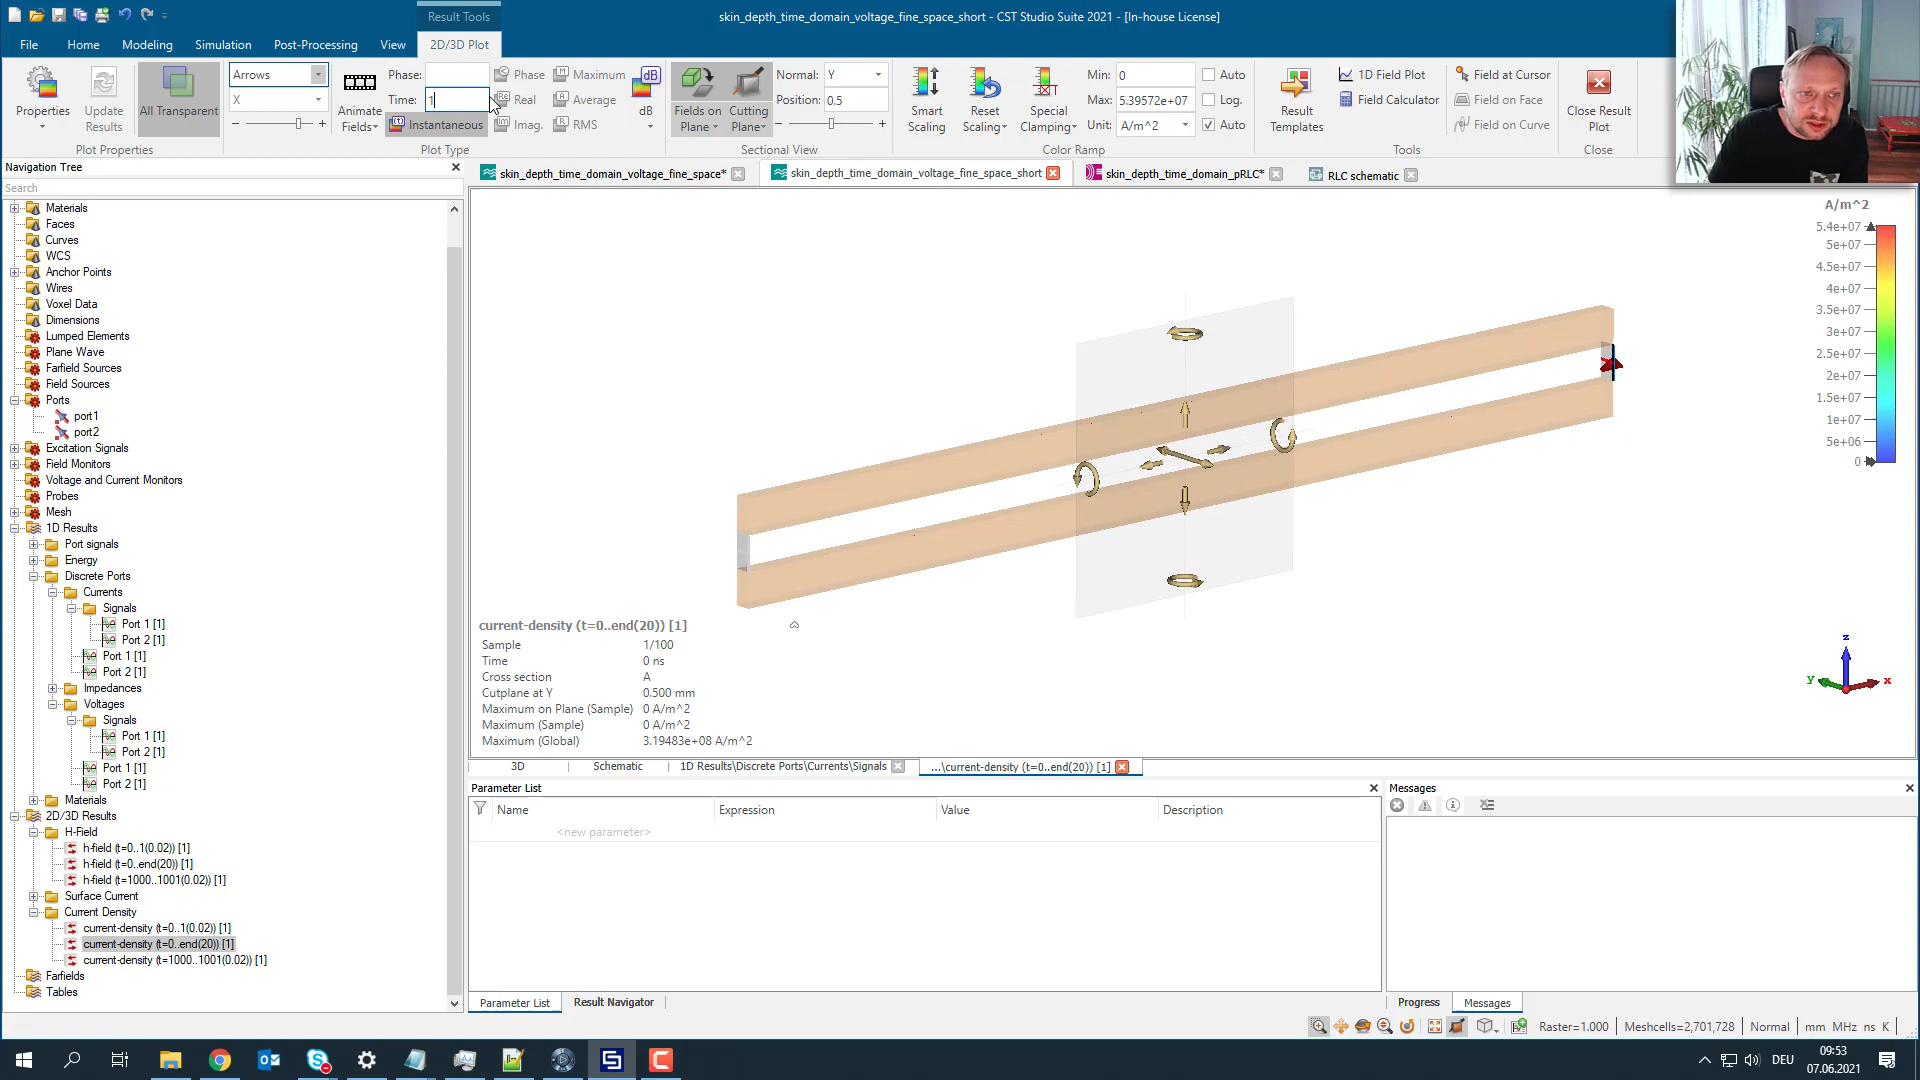 Result Tools
skin_depth_time_domain_voltage_fine_space_short - CST Studio Suite 2021 - [In-house License]
File Home Modeling Simulation Post-Processing View 2D/3D Plot
Arrows
X
Properties
Update Results
All Transparent
Plot Properties
Animate Fields
Phase:
Time: 1
Instantaneous
Phase
Real
Imag.
Maximum
Average
RMS
dB
dB
Plot Type
Fields on Plane
Cutting Plane
Normal: Y
Position: 0.5
Sectional View
Smart Scaling
Reset Scaling
Special Clamping
Min: 0
Max: 5.39572e+07
Unit: A/m^2
Auto
Log.
Auto
Color Ramp
Result Templates
1D Field Plot
Field Calculator
Field at Cursor
Field on Face
Field on Curve
Tools
Close Result Plot
Close
Navigation Tree
Search
Materials
Faces
Curves
WCS
Anchor Points
Wires
Voxel Data
Dimensions
Lumped Elements
Plane Wave
Farfield Sources
Field Sources
Ports
port1
port2
Excitation Signals
Field Monitors
Voltage and Current Monitors
Probes
Mesh
1D Results
Port signals
Energy
Discrete Ports
Currents
Signals
Port 1 [1]
Port 2 [1]
Port 1 [1]
Port 2 [1]
Impedances
Voltages
Signals
Port 1 [1]
Port 2 [1]
Port 1 [1]
Port 2 [1]
Materials
2D/3D Results
H-Field
h-field (t=0..1(0.02)) [1]
h-field (t=0..end(20)) [1]
h-field (t=1000..1001(0.02)) [1]
Surface Current
Current Density
current-density (t=0..1(0.02)) [1]
current-density (t=0..end(20)) [1]
current-density (t=1000..1001(0.02)) [1]
Farfields
Tables
skin_depth_time_domain_voltage_fine_space*
skin_depth_time_domain_voltage_fine_space_short
skin_depth_time_domain_pRLC*
RLC schematic
A/m^2
5.4e+07
5e+07
4.5e+07
4e+07
3.5e+07
3e+07
2.5e+07
2e+07
1.5e+07
1e+07
5e+06
0
z
y
x
current-density (t=0..end(20)) [1]
Sample 1/100
Time 0 ns
Cross section A
Cutplane at Y 0.500 mm
Maximum on Plane (Sample) 0 A/m^2
Maximum (Sample) 0 A/m^2
Maximum (Global) 3.19483e+08 A/m^2
3D
Schematic
1D Results\Discrete Ports\Currents\Signals
...\current-density (t=0..end(20)) [1]
Parameter List
Name Expression Value Description
<new parameter>
Messages
Parameter List
Result Navigator
Progress
Messages
Raster=1.000 Meshcells=2,701,728 Normal mm MHz ns K
DEU
09:53
07.06.2021